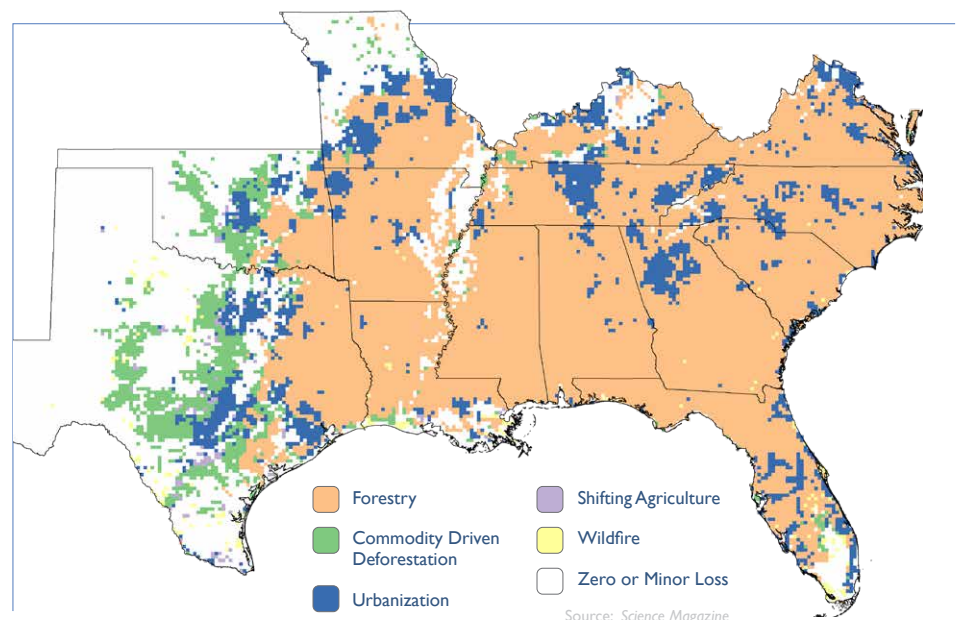 Forestry
Commodity Driven
Deforestation
Urbanization
Shifting Agriculture
Wildfire
Zero or Minor Loss
Source: Science Magazine